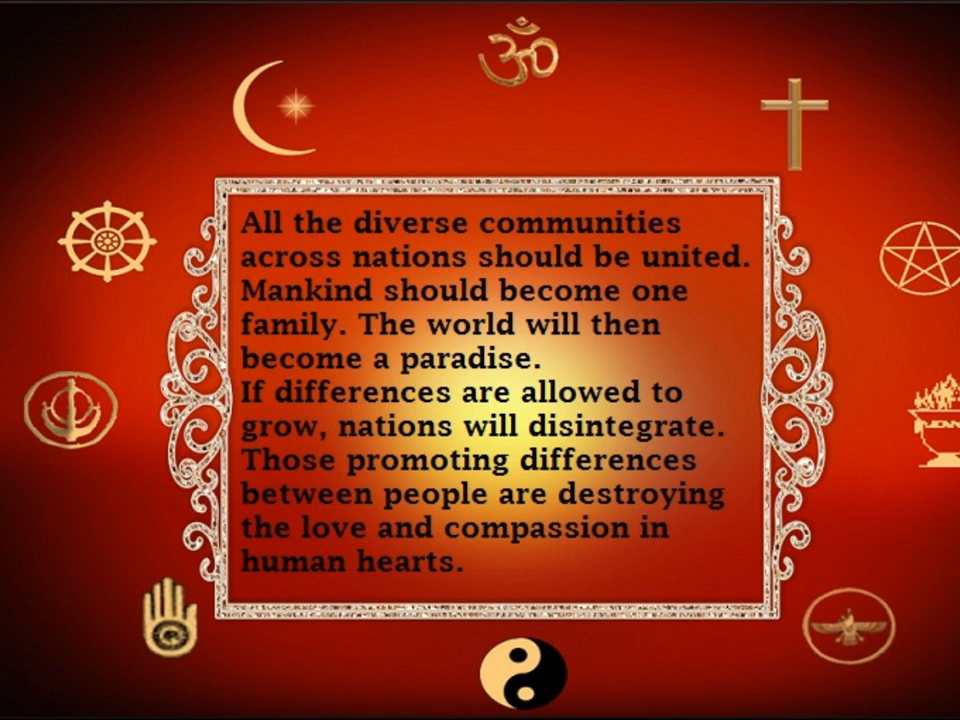 All the diverse communities
across nations should be united.
Mankind should become one
family. The world will then
become a paradise.
If differences are allowed to
grow, nations will disintegrate.
Those promoting differences
between people are destroying
the love and compassion in
human hearts.